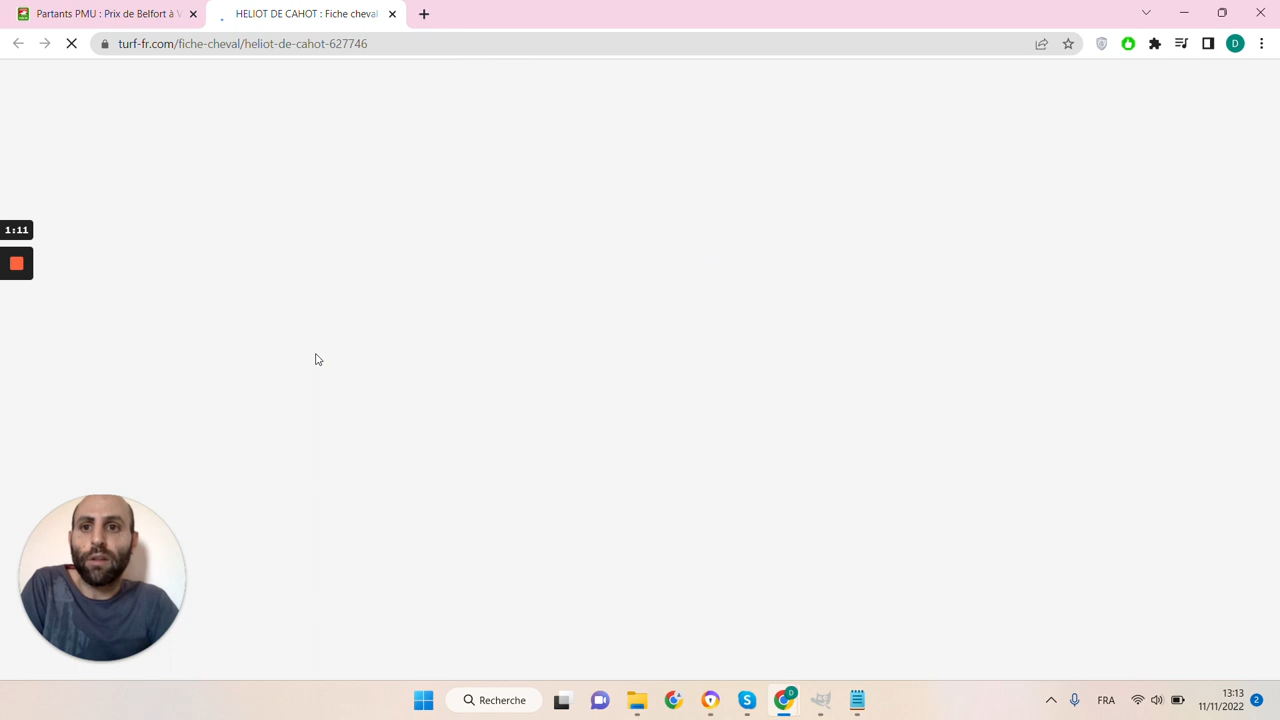 Partants PMU : Prix de Belfort à V
HELIOT DE CAHOT : Fiche cheval
turf-fr.com/fiche-cheval/heliot-de-cahot-627746
D
1:11
Recherche
D
FRA
13:13
11/11/2022
2